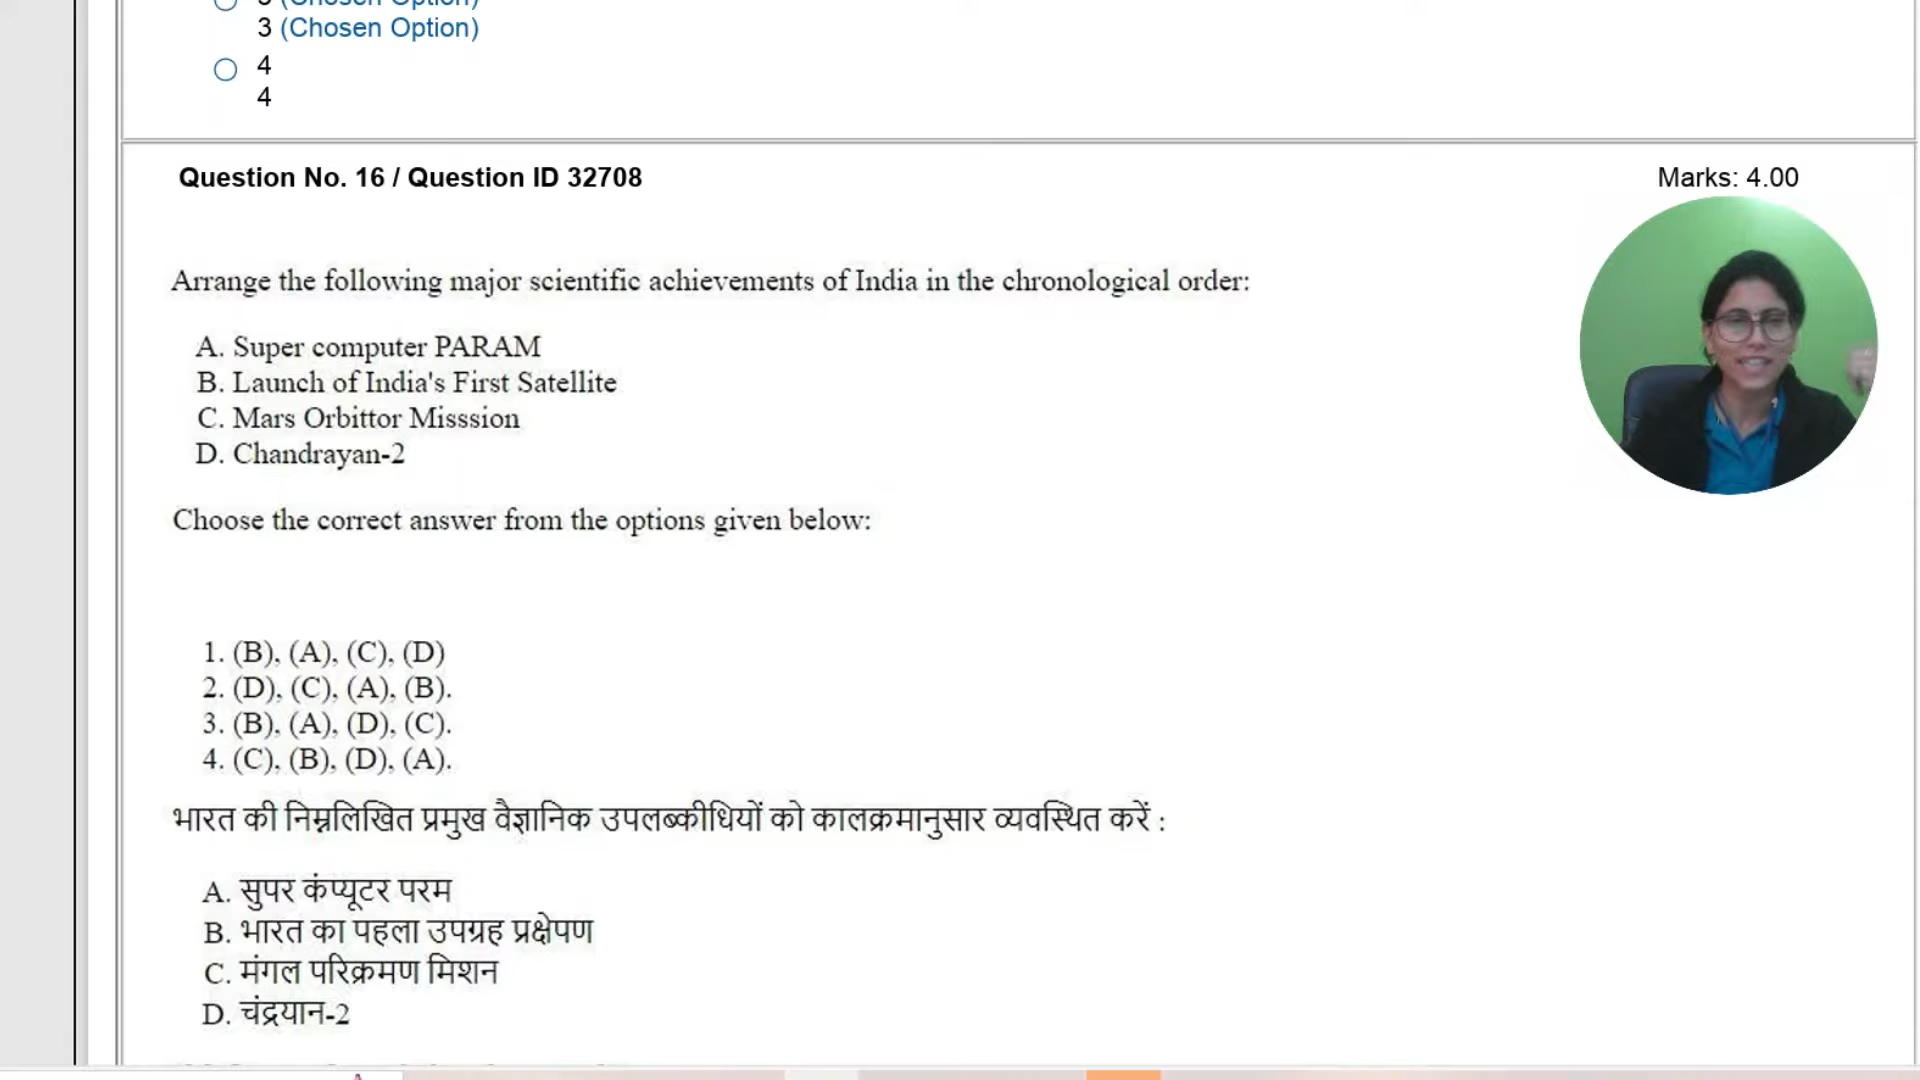 3 (Chosen Option)
3 (Chosen Option)
4
4
Question No. 16 / Question ID 32708
Marks: 4.00
Arrange the following major scientific achievements of India in the chronological order:
A. Super computer PARAM
B. Launch of India's First Satellite
C. Mars Orbittor Misssion
D. Chandrayan-2
Choose the correct answer from the options given below:
1. (B), (A), (C), (D)
2. (D), (C), (A), (B).
3. (B), (A), (D), (C).
4. (C), (B), (D), (A).
भारत की निम्नलिखित प्रमुख वैज्ञानिक उपलब्कीधियों को कालक्रमानुसार व्यवस्थित करें :
A. सुपर कंप्यूटर परम
B. भारत का पहला उपग्रह प्रक्षेपण
C. मंगल परिक्रमण मिशन
D. चंद्रयान-2